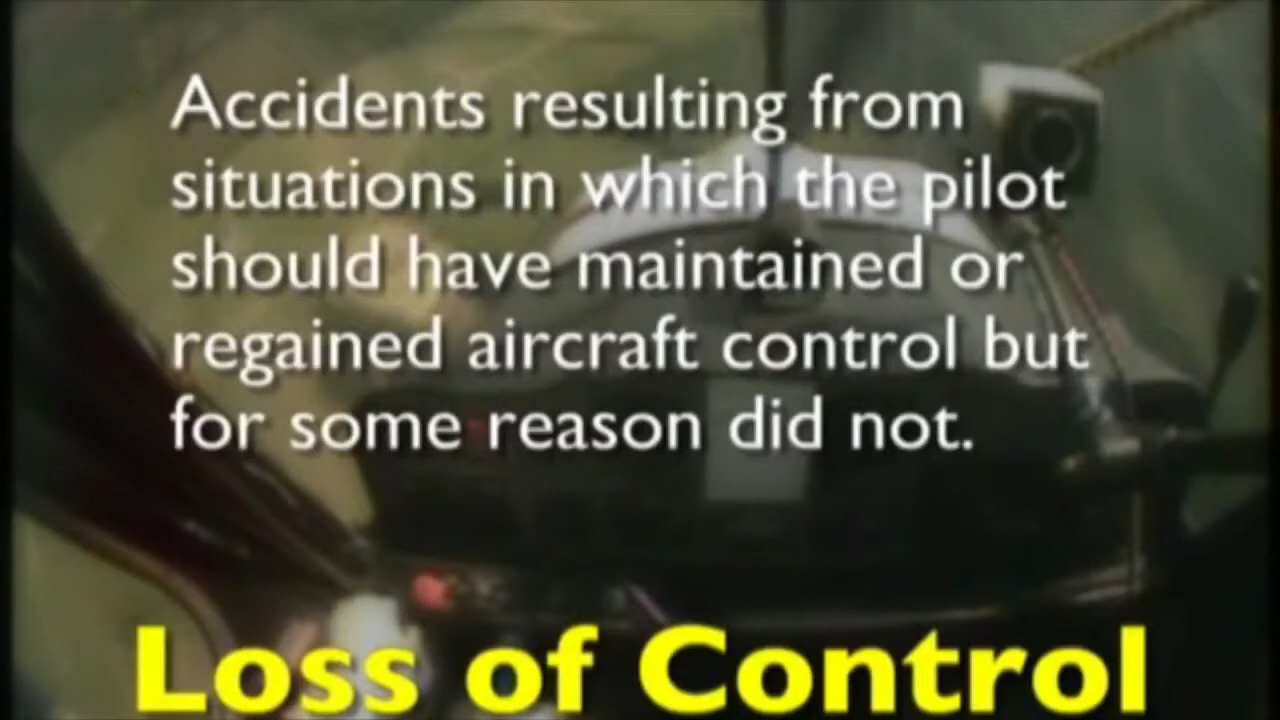 Accidents resulting from
situations in which the pilot
should have maintained or
regained aircraft control but
for some reason did not.
Loss of Control